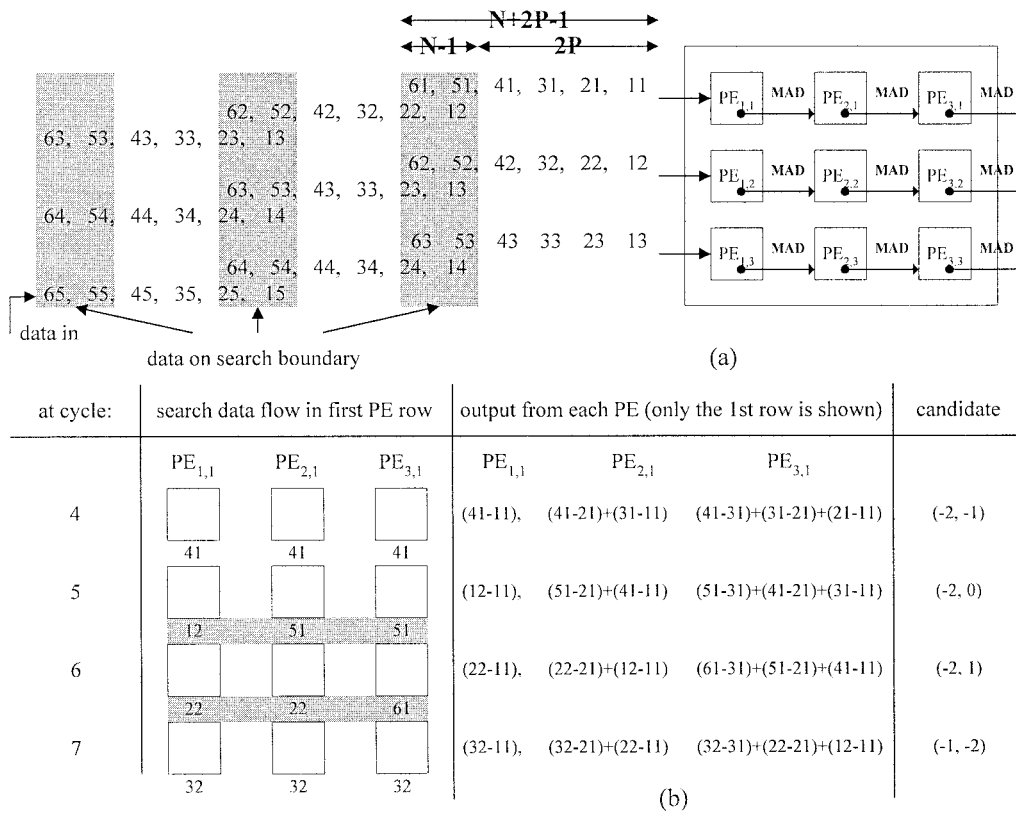 N+2P-1
N-1 2P
61, 51, 41, 31, 21, 11
62, 52, 42, 32, 22, 12
63, 53, 43, 33, 23, 13
62, 52, 42, 32, 22, 12
63, 53, 43, 33, 23, 13
64, 54, 44, 34, 24, 14
63 53 43 33 23 13
64, 54, 44, 34, 24, 14
65, 55, 45, 35, 25, 15
PE1,1 MAD PE2,1 MAD PE3,1 MAD
PE1,2 MAD PE2,2 MAD PE3,2 MAD
PE1,3 MAD PE2,3 MAD PE3,3 MAD
data in
data on search boundary
(a)
at cycle: search data flow in first PE row output from each PE (only the 1st row is shown) candidate
PE1,1 PE2,1 PE3,1 PE1,1 PE2,1 PE3,1
4 (41-11), (41-21)+(31-11) (41-31)+(31-21)+(21-11) (-2, -1)
41 41 41
5 (12-11), (51-21)+(41-11) (51-31)+(41-21)+(31-11) (-2, 0)
12 51 51
6 (22-11), (22-21)+(12-11) (61-31)+(51-21)+(41-11) (-2, 1)
22 22 61
7 (32-11), (32-21)+(22-11) (32-31)+(22-21)+(12-11) (-1, -2)
32 32 32
(b)